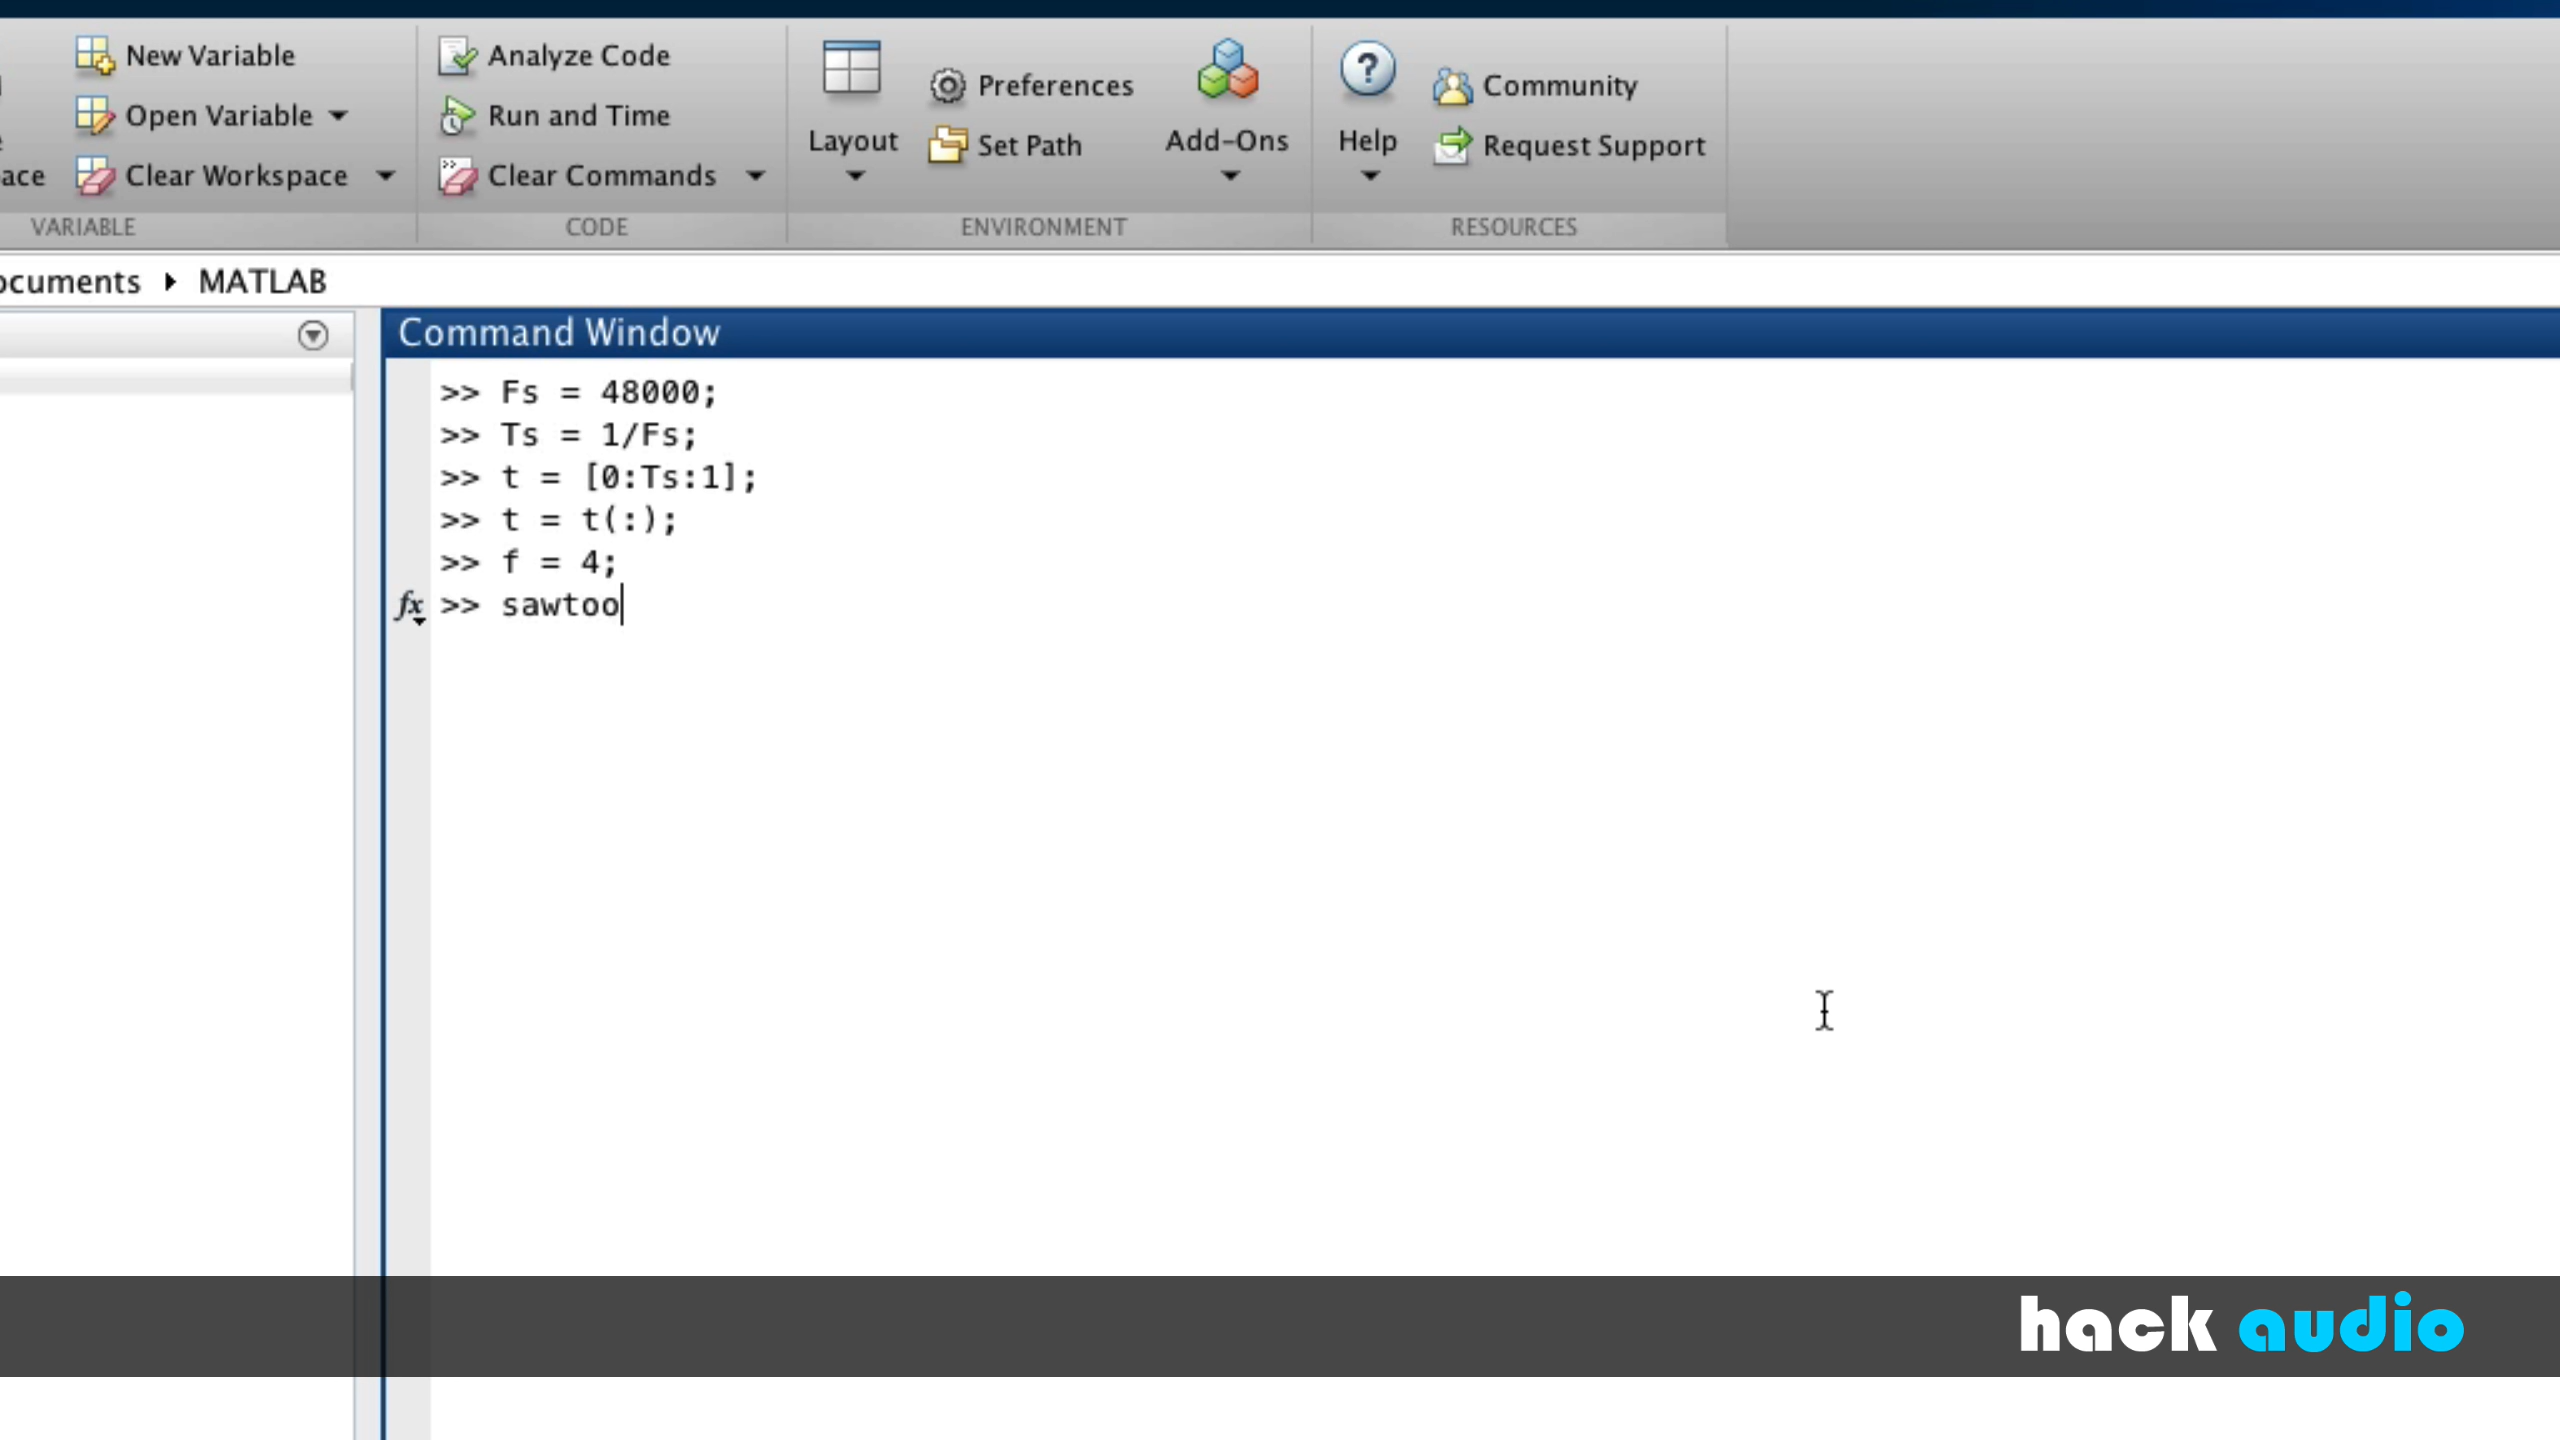 New Variable
Open Variable
ace
Clear Workspace
VARIABLE
Analyze Code
Run and Time
Clear Commands
CODE
Layout
Preferences
Set Path
Add-Ons
ENVIRONMENT
Help
Community
Request Support
RESOURCES
ocuments ▸ MATLAB
Command Window
>> Fs = 48000;
>> Ts = 1/Fs;
>> t = [0:Ts:1];
>> t = t(:);
>> f = 4;
fx >> sawtoo
hack audio